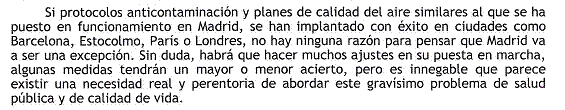 Si protocolos anticontaminación y planes de calidad del aire similares al que se ha
puesto en funcionamiento en Madrid, se han implantado con éxito en ciudades como
Barcelona, Estocolmo, París o Londres, no hay ninguna razón para pensar que Madrid va
a ser una excepción. Sin duda, habrá que hacer muchos ajustes en su puesta en marcha,
algunas medidas tendrán un mayor o menor acierto, pero es innegable que parece
existir una necesidad real y perentoria de abordar este gravísimo problema de salud
pública y de calidad de vida.